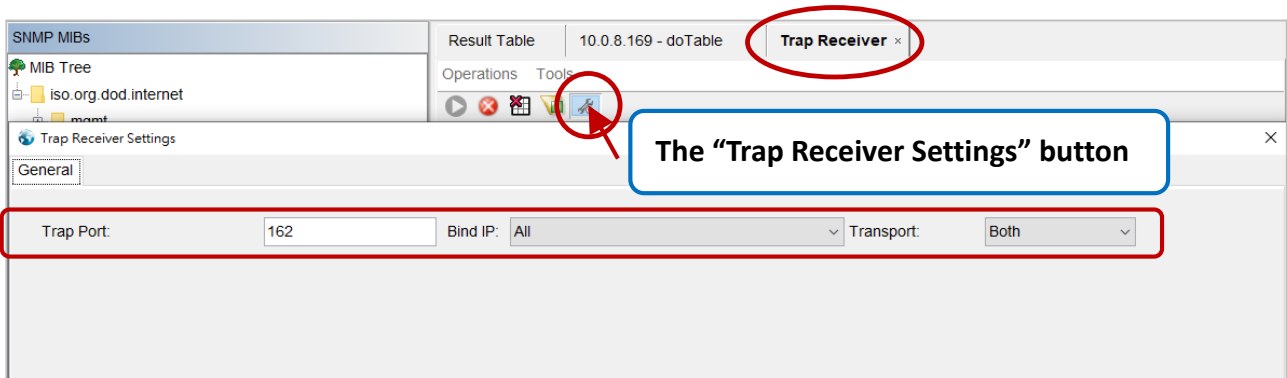 SNMP MIBs
Result Table
10.0.8.169 - doTable
Trap Receiver
MIB Tree
Operations Tools
iso.org.dod.internet
mgmt
The “Trap Receiver Settings” button
Trap Receiver Settings
General
Trap Port: 162 Bind IP: All Transport: Both